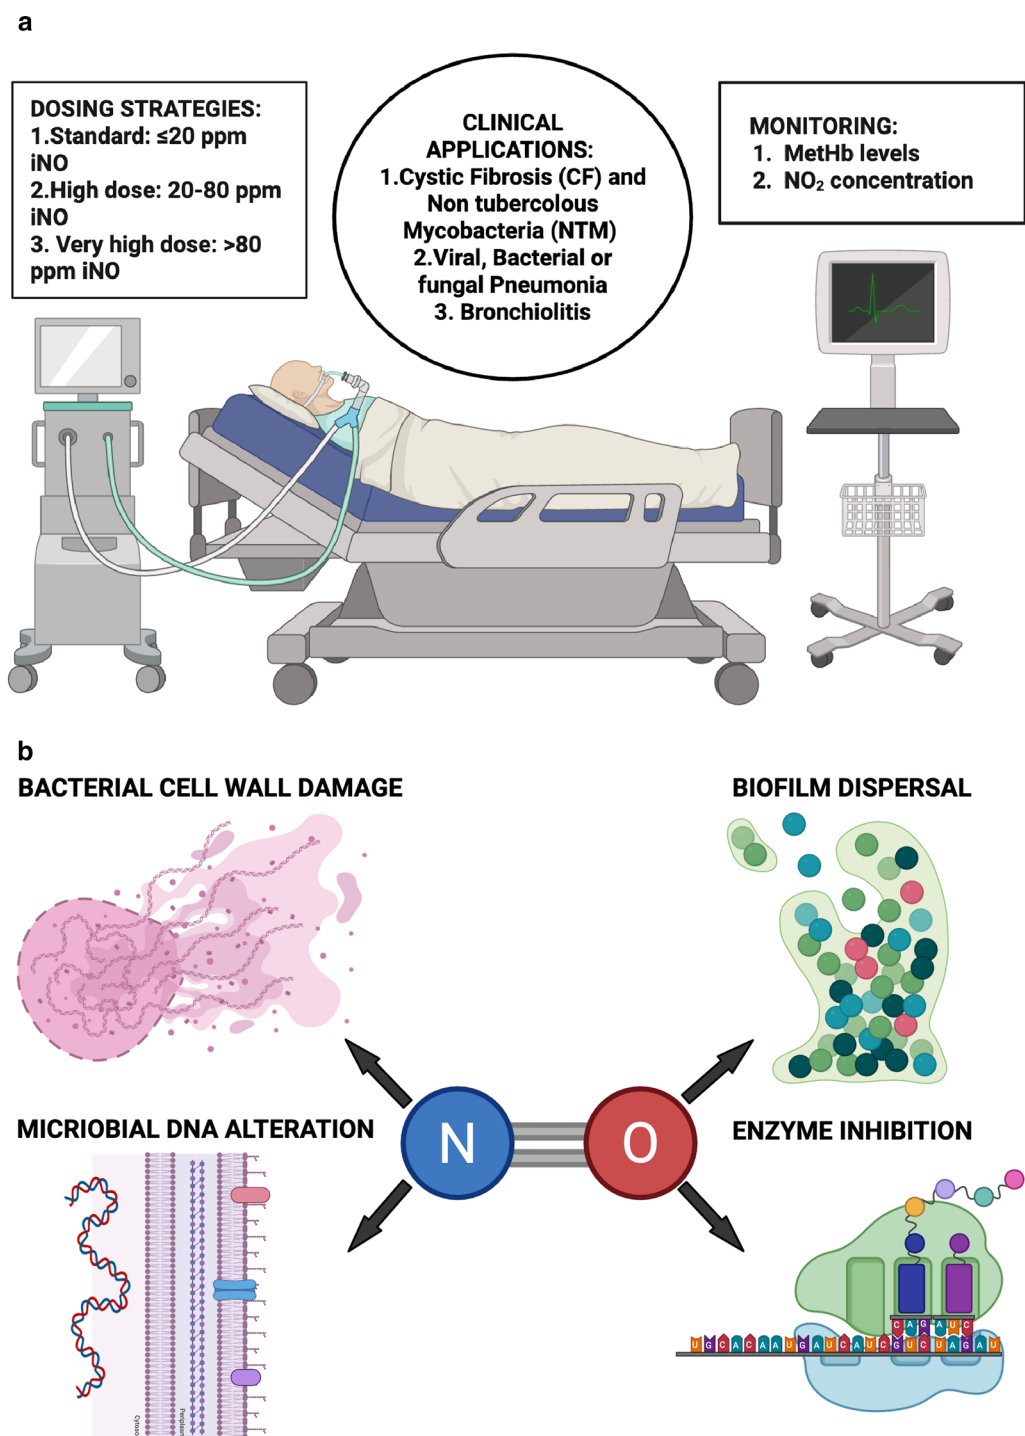 a
DOSING STRATEGIES:
1.Standard: ≤20 ppm
iNO
2.High dose: 20-80 ppm
iNO
3. Very high dose: >80
ppm iNO
CLINICAL
APPLICATIONS:
1.Cystic Fibrosis (CF) and
Non tubercolous
Mycobacteria (NTM)
2.Viral, Bacterial or
fungal Pneumonia
3. Bronchiolitis
MONITORING:
1. MetHb levels
2. NO₂ concentration
b
BACTERIAL CELL WALL DAMAGE
BIOFILM DISPERSAL
N O
MICRIOBIAL DNA ALTERATION
ENZYME INHIBITION
Cytoso
Periplasm
C A G A U C
U G C A C A A U G A U C A U C G U C U A G A U